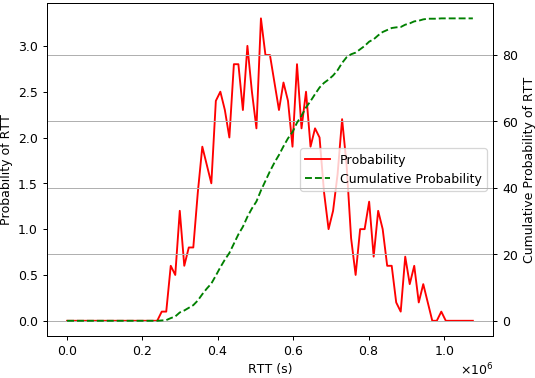 3.0
2.5
2.0
1.5
1.0
0.5
0.0
Probability of RTT
80
60
40
20
0
Cumulative Probability of RTT
Probability
Cumulative Probability
0.0 0.2 0.4 0.6 0.8 1.0
×10⁶
RTT (s)